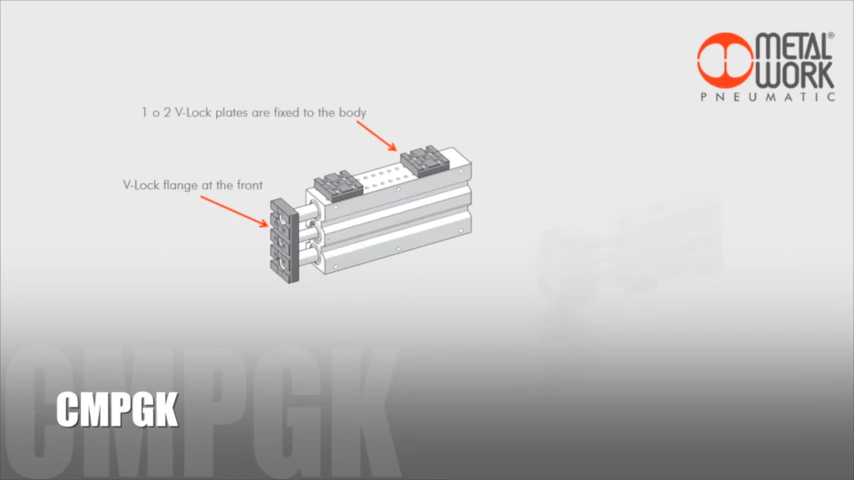 METAL®
WORK
PNEUMATIC
1 o 2 V-Lock plates are fixed to the body
V-Lock flange at the front
CMPGK
CMPGK